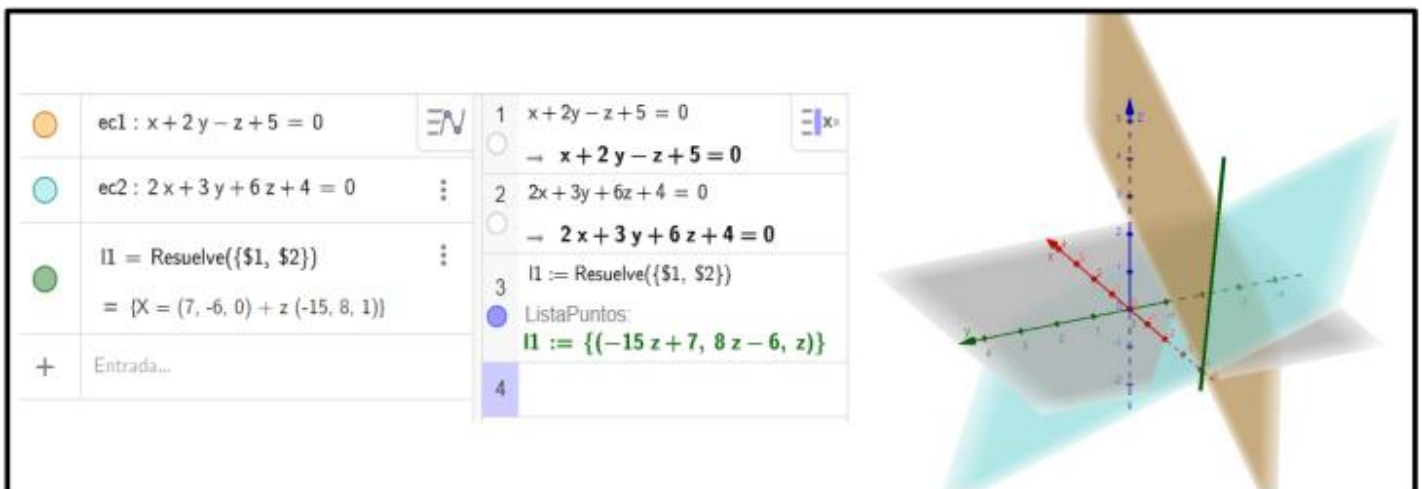 ec1 : x + 2 y – z + 5 = 0
ec2 : 2 x + 3 y + 6 z + 4 = 0
l1 = Resuelve({$1, $2})
= {X = (7, -6, 0) + z (-15, 8, 1)}
+ Entrada...
1 x + 2y – z + 5 = 0
→ x + 2 y – z + 5 = 0
2 2x + 3y + 6z + 4 = 0
→ 2 x + 3 y + 6 z + 4 = 0
3 l1 := Resuelve({$1, $2})
ListaPuntos:
l1 := {(–15 z + 7, 8 z – 6, z)}
4
z
y
x